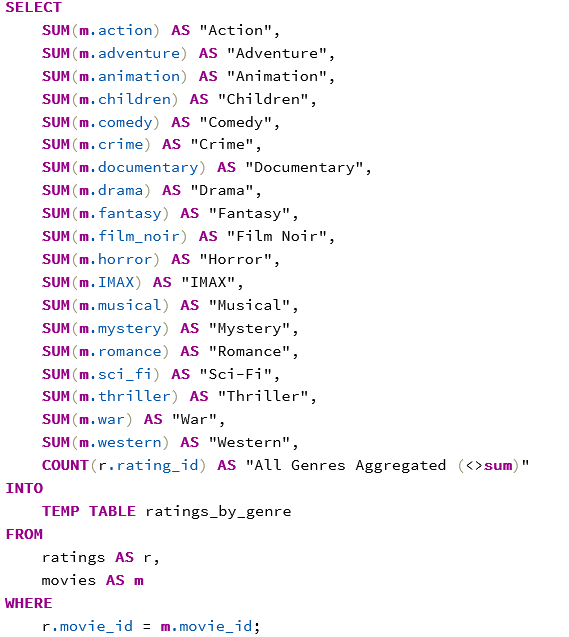 SELECT
    SUM(m.action) AS "Action",
    SUM(m.adventure) AS "Adventure",
    SUM(m.animation) AS "Animation",
    SUM(m.children) AS "Children",
    SUM(m.comedy) AS "Comedy",
    SUM(m.crime) AS "Crime",
    SUM(m.documentary) AS "Documentary",
    SUM(m.drama) AS "Drama",
    SUM(m.fantasy) AS "Fantasy",
    SUM(m.film_noir) AS "Film Noir",
    SUM(m.horror) AS "Horror",
    SUM(m.IMAX) AS "IMAX",
    SUM(m.musical) AS "Musical",
    SUM(m.mystery) AS "Mystery",
    SUM(m.romance) AS "Romance",
    SUM(m.sci_fi) AS "Sci-Fi",
    SUM(m.thriller) AS "Thriller",
    SUM(m.war) AS "War",
    SUM(m.western) AS "Western",
    COUNT(r.rating_id) AS "All Genres Aggregated (<>sum)"
INTO
    TEMP TABLE ratings_by_genre
FROM
    ratings AS r,
    movies AS m
WHERE
    r.movie_id = m.movie_id;